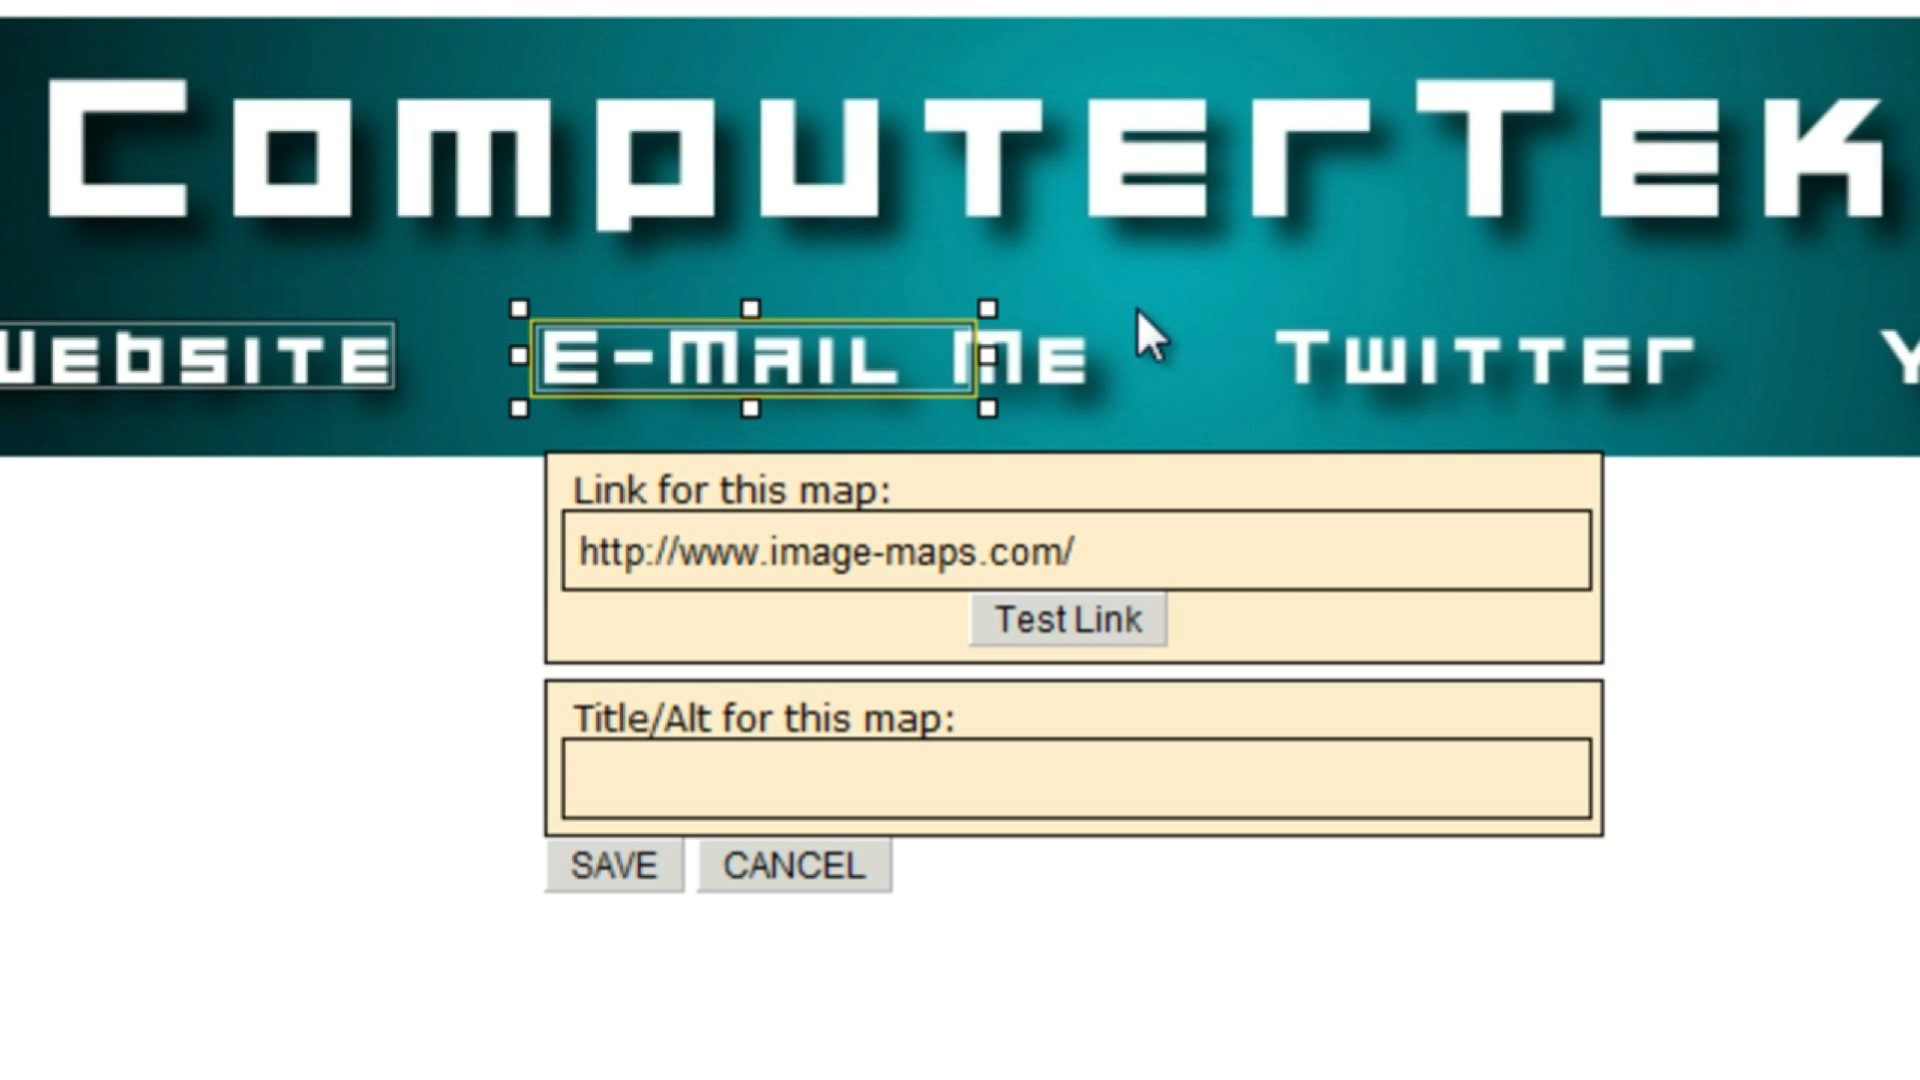 ComputerTek
Website E-Mail Me Twitter Y
Link for this map:
http://www.image-maps.com/
Test Link
Title/Alt for this map:
SAVE CANCEL